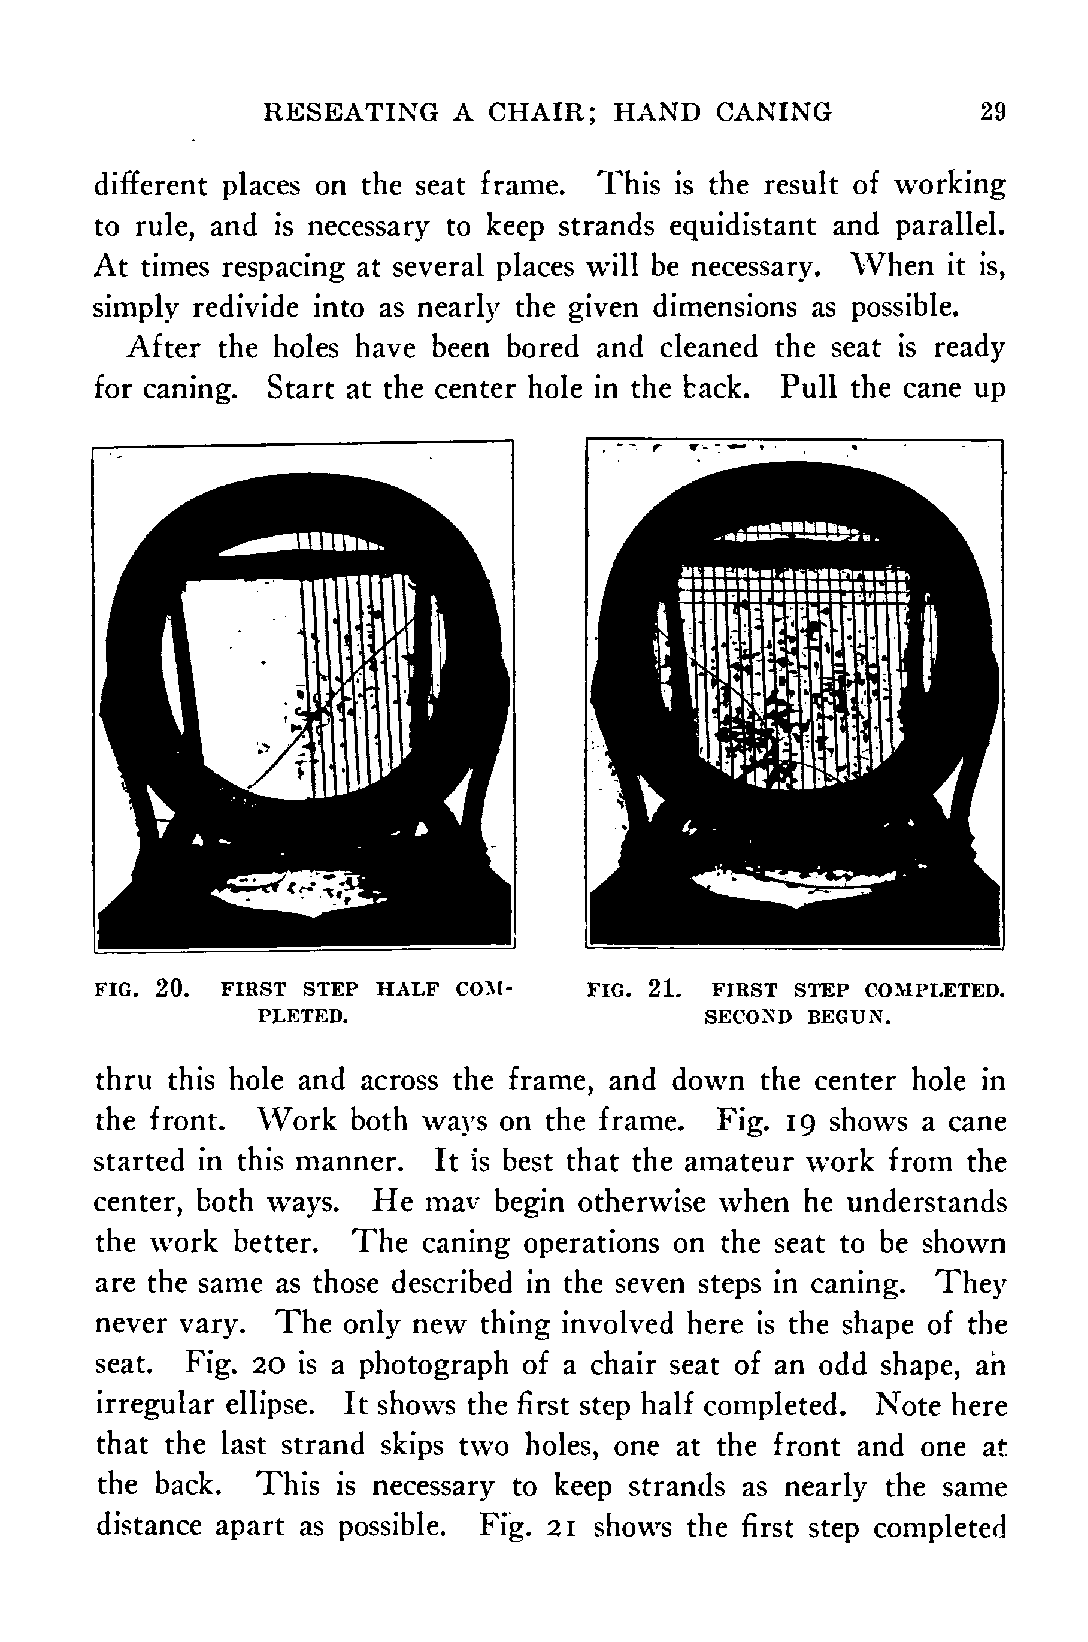 RESEATING A CHAIR; HAND CANING 29
different places on the seat frame. This is the result of working
to rule, and is necessary to keep strands equidistant and parallel.
At times respacing at several places will be necessary. When it is,
simply redivide into as nearly the given dimensions as possible.
After the holes have been bored and cleaned the seat is ready
for caning. Start at the center hole in the back. Pull the cane up
FIG. 20. FIRST STEP HALF COM-
PLETED.
FIG. 21. FIRST STEP COMPLETED.
SECOND BEGUN.
thru this hole and across the frame, and down the center hole in
the front. Work both ways on the frame. Fig. 19 shows a cane
started in this manner. It is best that the amateur work from the
center, both ways. He may begin otherwise when he understands
the work better. The caning operations on the seat to be shown
are the same as those described in the seven steps in caning. They
never vary. The only new thing involved here is the shape of the
seat. Fig. 20 is a photograph of a chair seat of an odd shape, an
irregular ellipse. It shows the first step half completed. Note here
that the last strand skips two holes, one at the front and one at
the back. This is necessary to keep strands as nearly the same
distance apart as possible. Fig. 21 shows the first step completed